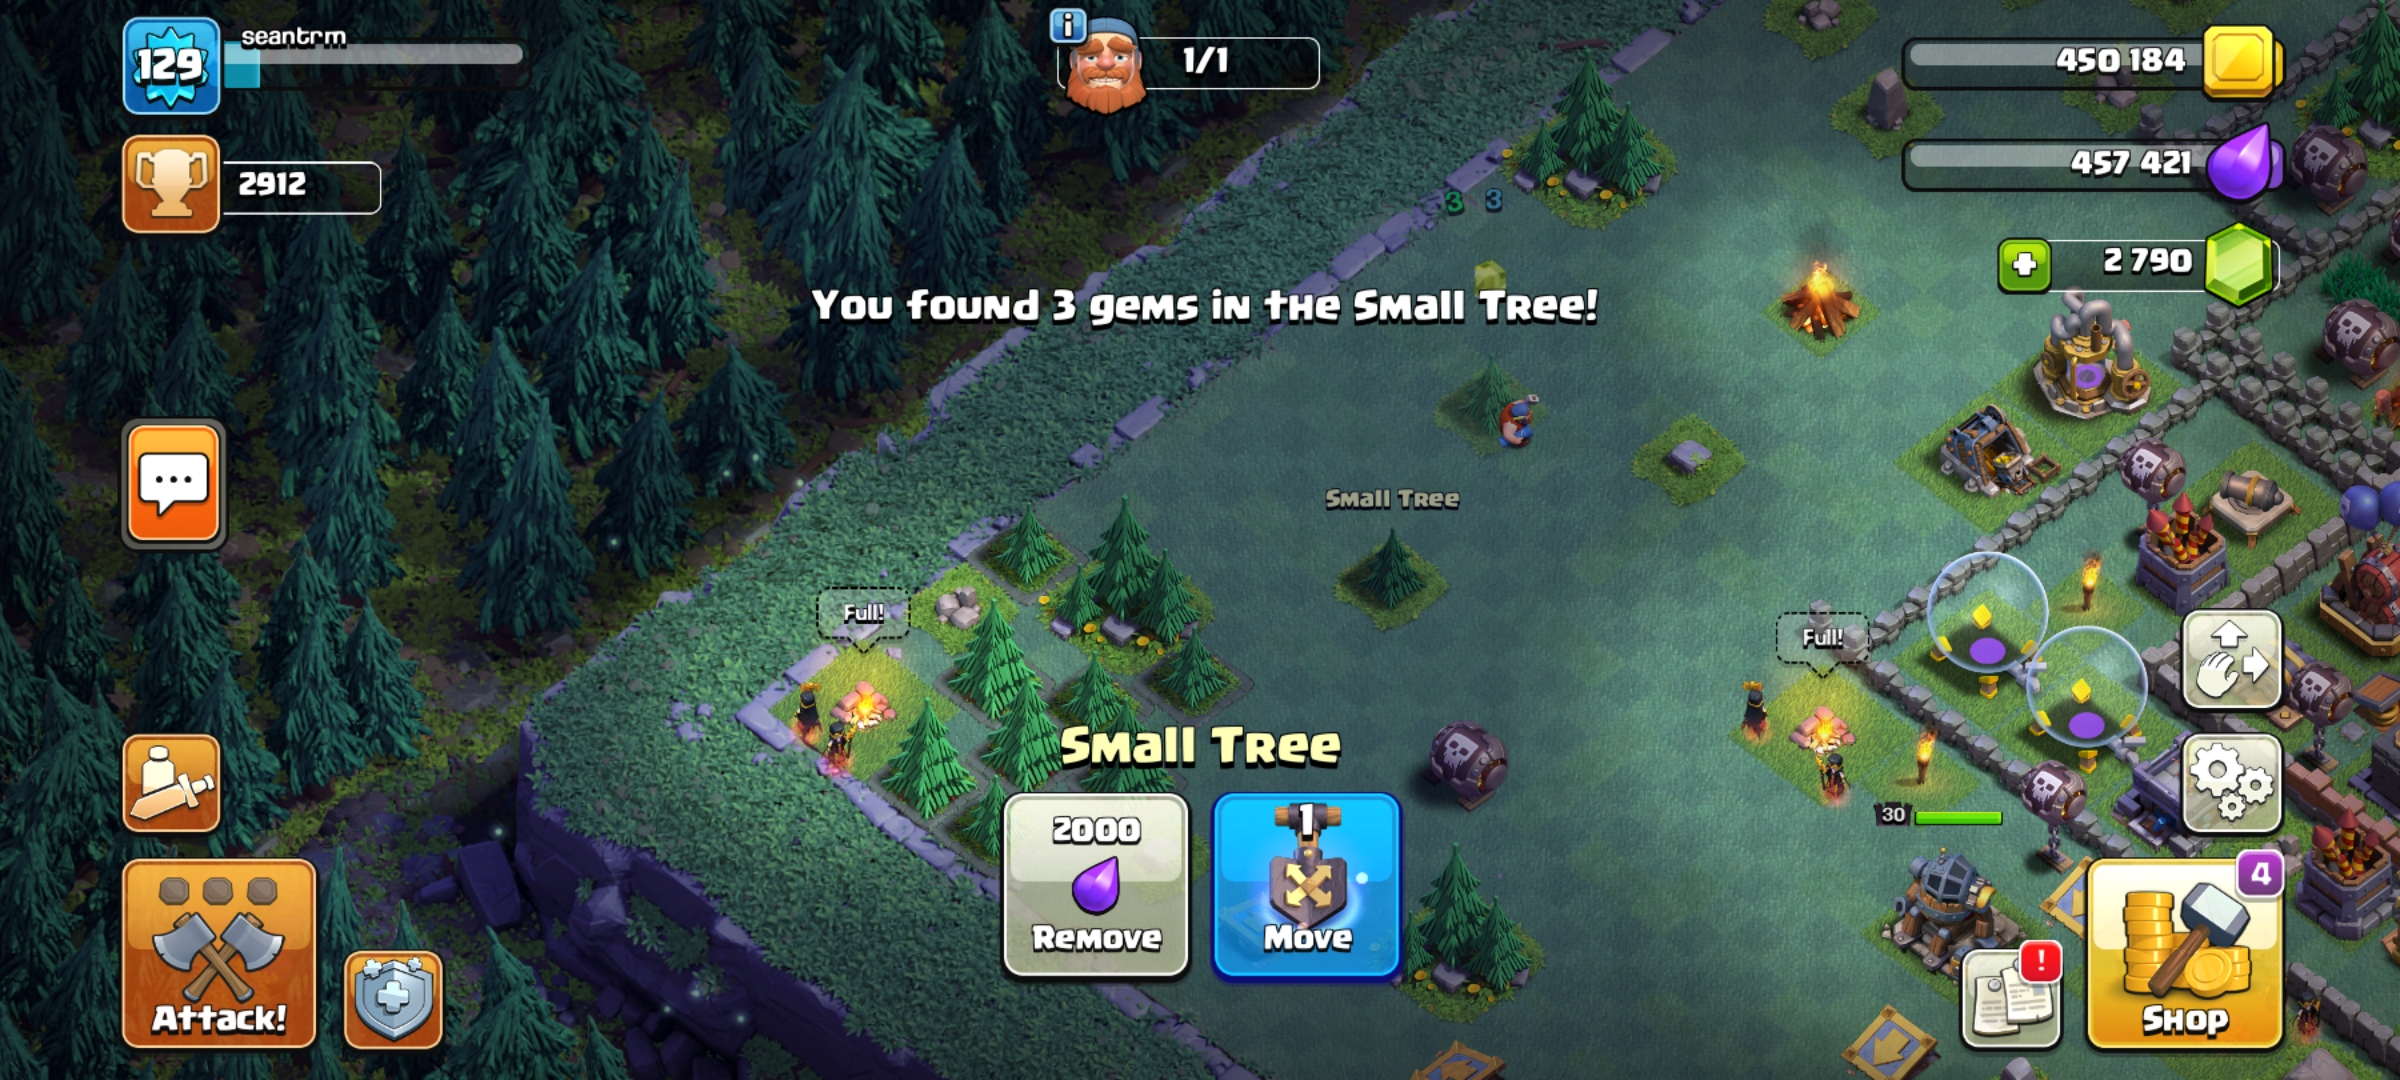 129
seantrm
1/1
450 184
2912
457 421
3 3
2 790
You found 3 gems in the Small Tree!
Small Tree
Full!
Full!
Small Tree
30
2000
Remove
1
Move
4
Attack!
!
Shop